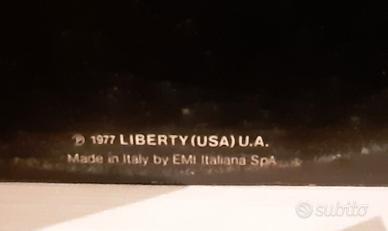 ℗ 1977 LIBERTY (USA) U.A.
Made in Italy by EMI Italiana SpA
subito